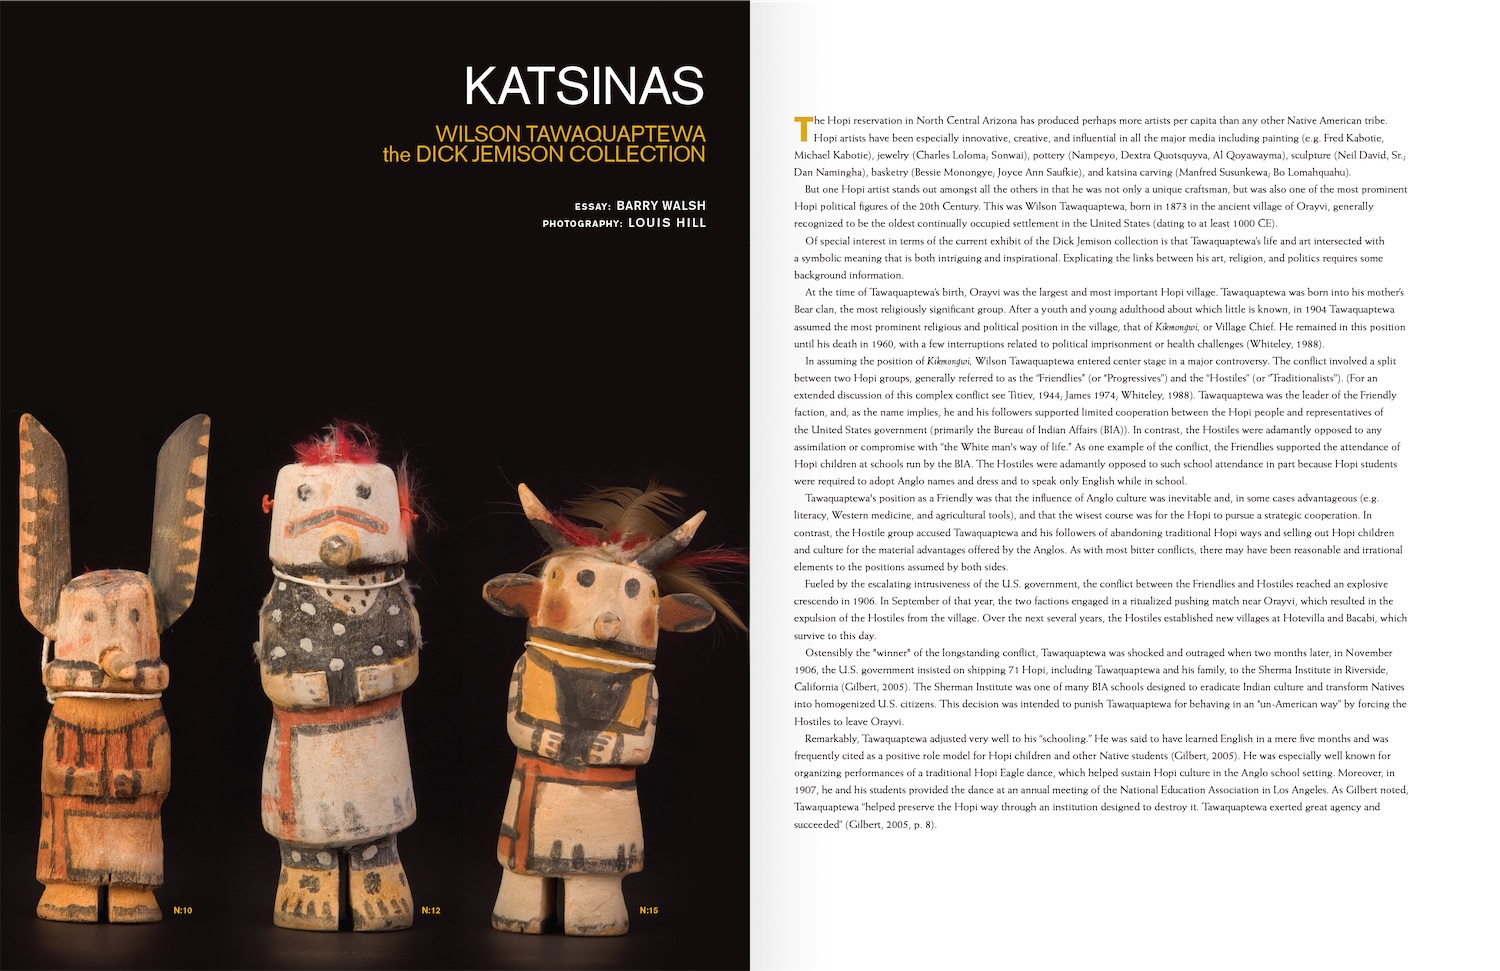 KATSINAS
WILSON TAWAQUAPTEWA
the DICK JEMISON COLLECTION
ESSAY: BARRY WALSH
PHOTOGRAPHY: LOUIS HILL
N:10
N:12
N:15
The Hopi reservation in North Central Arizona has produced perhaps more artists per capita than any other Native American tribe.
Hopi artists have been especially innovative, creative, and influential in all the major media including painting (e.g. Fred Kabotie,
Michael Kabotie), jewelry (Charles Loloma; Sonwai), pottery (Nampeyo, Dextra Quotsquyva, Al Qoyawayma), sculpture (Neil David, Sr.;
Dan Namingha), basketry (Bessie Monongye; Joyce Ann Saufkie), and katsina carving (Manfred Susunkewa; Bo Lomahquahu).
But one Hopi artist stands out amongst all the others in that he was not only a unique craftsman, but was also one of the most prominent
Hopi political figures of the 20th Century. This was Wilson Tawaquaptewa, born in 1873 in the ancient village of Orayvi, generally
recognized to be the oldest continually occupied settlement in the United States (dating to at least 1000 CE).
Of special interest in terms of the current exhibit of the Dick Jemison collection is that Tawaquaptewa's life and art intersected with
a symbolic meaning that is both intriguing and inspirational. Explicating the links between his art, religion, and politics requires some
background information.
At the time of Tawaquaptewa's birth, Orayvi was the largest and most important Hopi village. Tawaquaptewa was born into his mother's
Bear clan, the most religiously significant group. After a youth and young adulthood about which little is known, in 1904 Tawaquaptewa
assumed the most prominent religious and political position in the village, that of Kikmongwi, or Village Chief. He remained in this position
until his death in 1960, with a few interruptions related to political imprisonment or health challenges (Whiteley, 1988).
In assuming the position of Kikmongwi, Wilson Tawaquaptewa entered center stage in a major controversy. The conflict involved a split
between two Hopi groups, generally referred to as the "Friendlies" (or "Progressives") and the "Hostiles" (or "Traditionalists"). (For an
extended discussion of this complex conflict see Titiev, 1944; James 1974; Whiteley, 1988). Tawaquaptewa was the leader of the Friendly
faction, and, as the name implies, he and his followers supported limited cooperation between the Hopi people and representatives of
the United States government (primarily the Bureau of Indian Affairs (BIA)). In contrast, the Hostiles were adamantly opposed to any
assimilation or compromise with "the White man's way of life." As one example of the conflict, the Friendlies supported the attendance of
Hopi children at schools run by the BIA. The Hostiles were adamantly opposed to such school attendance in part because Hopi students
were required to adopt Anglo names and dress and to speak only English while in school.
Tawaquaptewa's position as a Friendly was that the influence of Anglo culture was inevitable and, in some cases advantageous (e.g.
literacy, Western medicine, and agricultural tools), and that the wisest course was for the Hopi to pursue a strategic cooperation. In
contrast, the Hostile group accused Tawaquaptewa and his followers of abandoning traditional Hopi ways and selling out Hopi children
and culture for the material advantages offered by the Anglos. As with most bitter conflicts, there may have been reasonable and irrational
elements to the positions assumed by both sides.
Fueled by the escalating intrusiveness of the U.S. government, the conflict between the Friendlies and Hostiles reached an explosive
crescendo in 1906. In September of that year, the two factions engaged in a ritualized pushing match near Orayvi, which resulted in the
expulsion of the Hostiles from the village. Over the next several years, the Hostiles established new villages at Hotevilla and Bacabi, which
survive to this day.
Ostensibly the "winner" of the longstanding conflict, Tawaquaptewa was shocked and outraged when two months later, in November
1906, the U.S. government insisted on shipping 71 Hopi, including Tawaquaptewa and his family, to the Sherma Institute in Riverside,
California (Gilbert, 2005). The Sherman Institute was one of many BIA schools designed to eradicate Indian culture and transform Natives
into homogenized U.S. citizens. This decision was intended to punish Tawaquaptewa for behaving in an "un-American way" by forcing the
Hostiles to leave Orayvi.
Remarkably, Tawaquaptewa adjusted very well to his "schooling." He was said to have learned English in a mere five months and was
frequently cited as a positive role model for Hopi children and other Native students (Gilbert, 2005). He was especially well known for
organizing performances of a traditional Hopi Eagle dance, which helped sustain Hopi culture in the Anglo school setting. Moreover, in
1907, he and his students provided the dance at an annual meeting of the National Education Association in Los Angeles. As Gilbert noted,
Tawaquaptewa "helped preserve the Hopi way through an institution designed to destroy it. Tawaquaptewa exerted great agency and
succeeded" (Gilbert, 2005, p. 8).